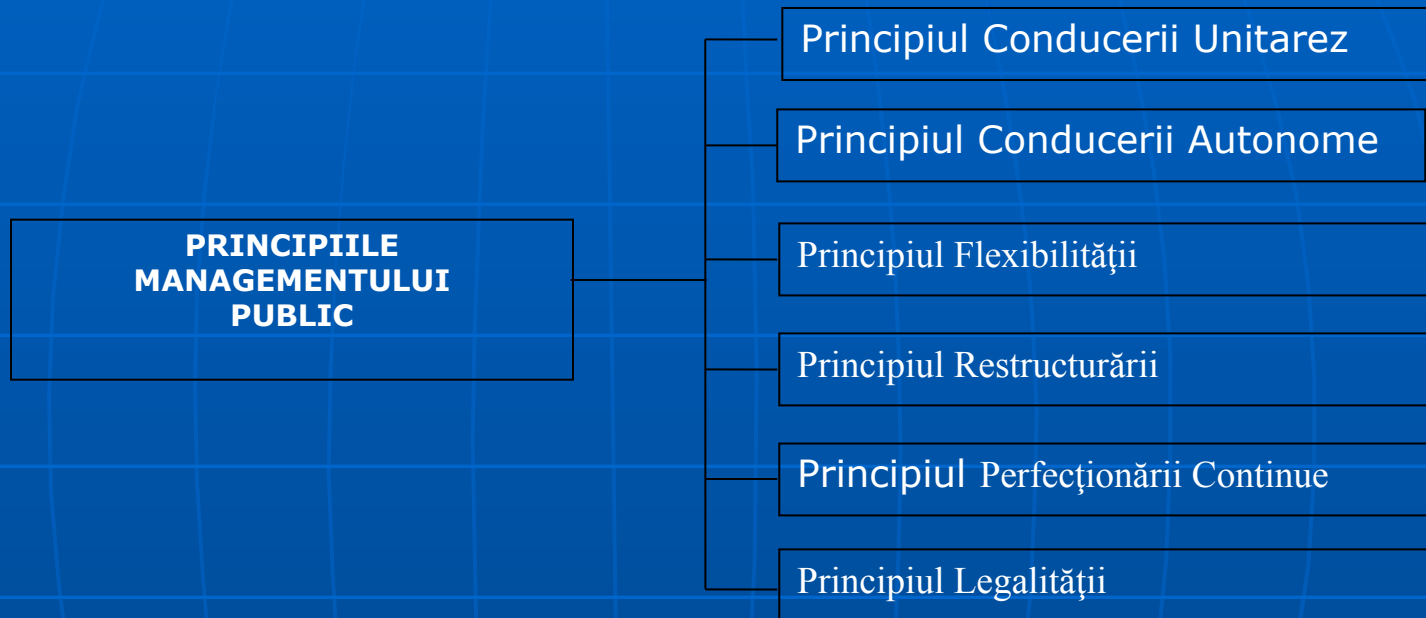 Principiul Conducerii Unitarez
Principiul Conducerii Autonome
PRINCIPIILE
MANAGEMENTULUI
PUBLIC
Principiul Flexibilităţii
Principiul Restructurării
Principiul Perfecţionării Continue
Principiul Legalităţii